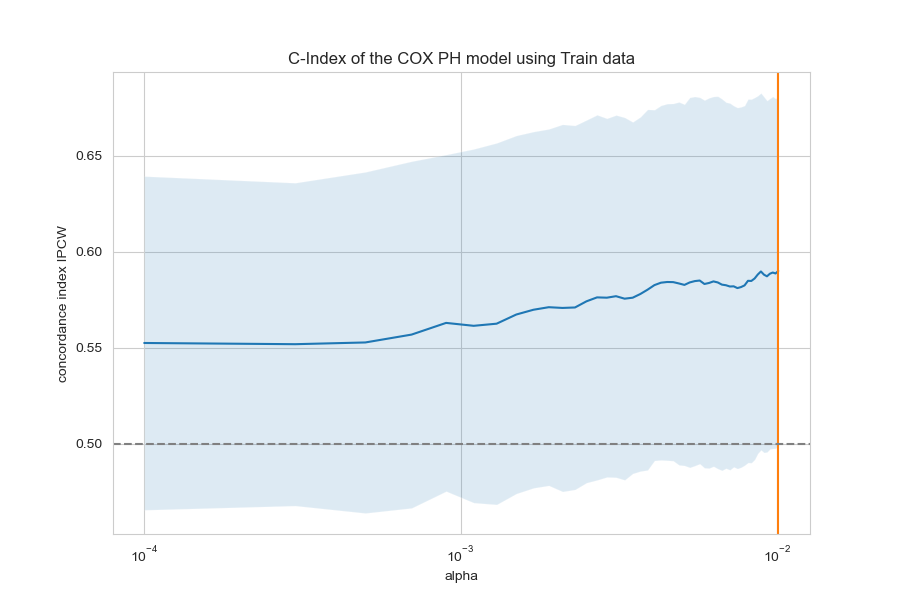 C-Index of the COX PH model using Train data
concordance index IPCW
0.65
0.60
0.55
0.50
10⁻⁴
10⁻³
10⁻²
alpha